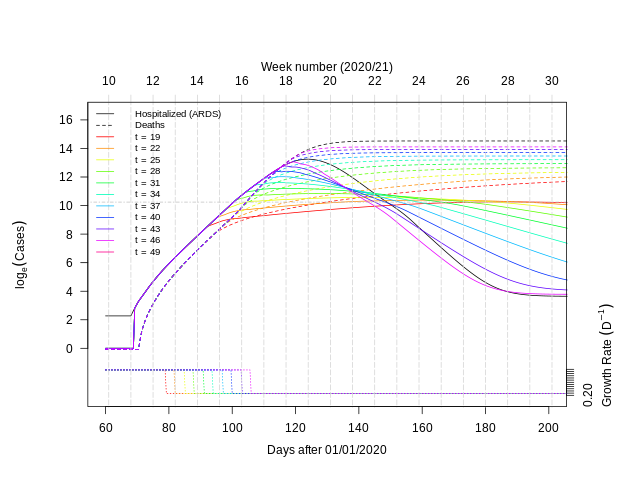 Week number (2020/21)
10 12 14 16 18 20 22 24 26 28 30
Hospitalized (ARDS)
Deaths
t = 19
t = 22
t = 25
t = 28
t = 31
t = 34
t = 37
t = 40
t = 43
t = 46
t = 49
16
14
12
10
8
6
4
2
0
logₑ(Cases)
0.20
Growth Rate (D⁻¹)
60 80 100 120 140 160 180 200
Days after 01/01/2020